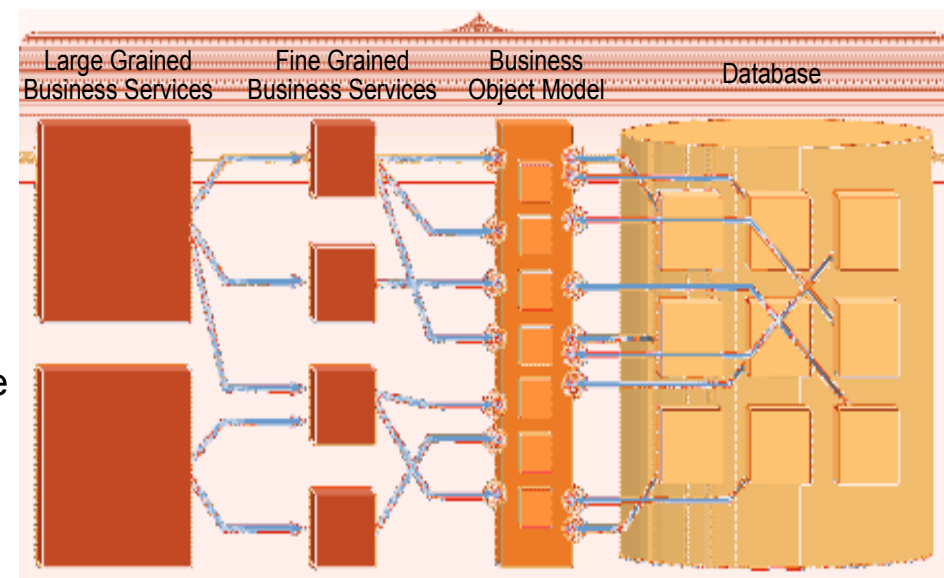 Large Grained
Business Services
Fine Grained
Business Services
Business
Object Model
Database
e